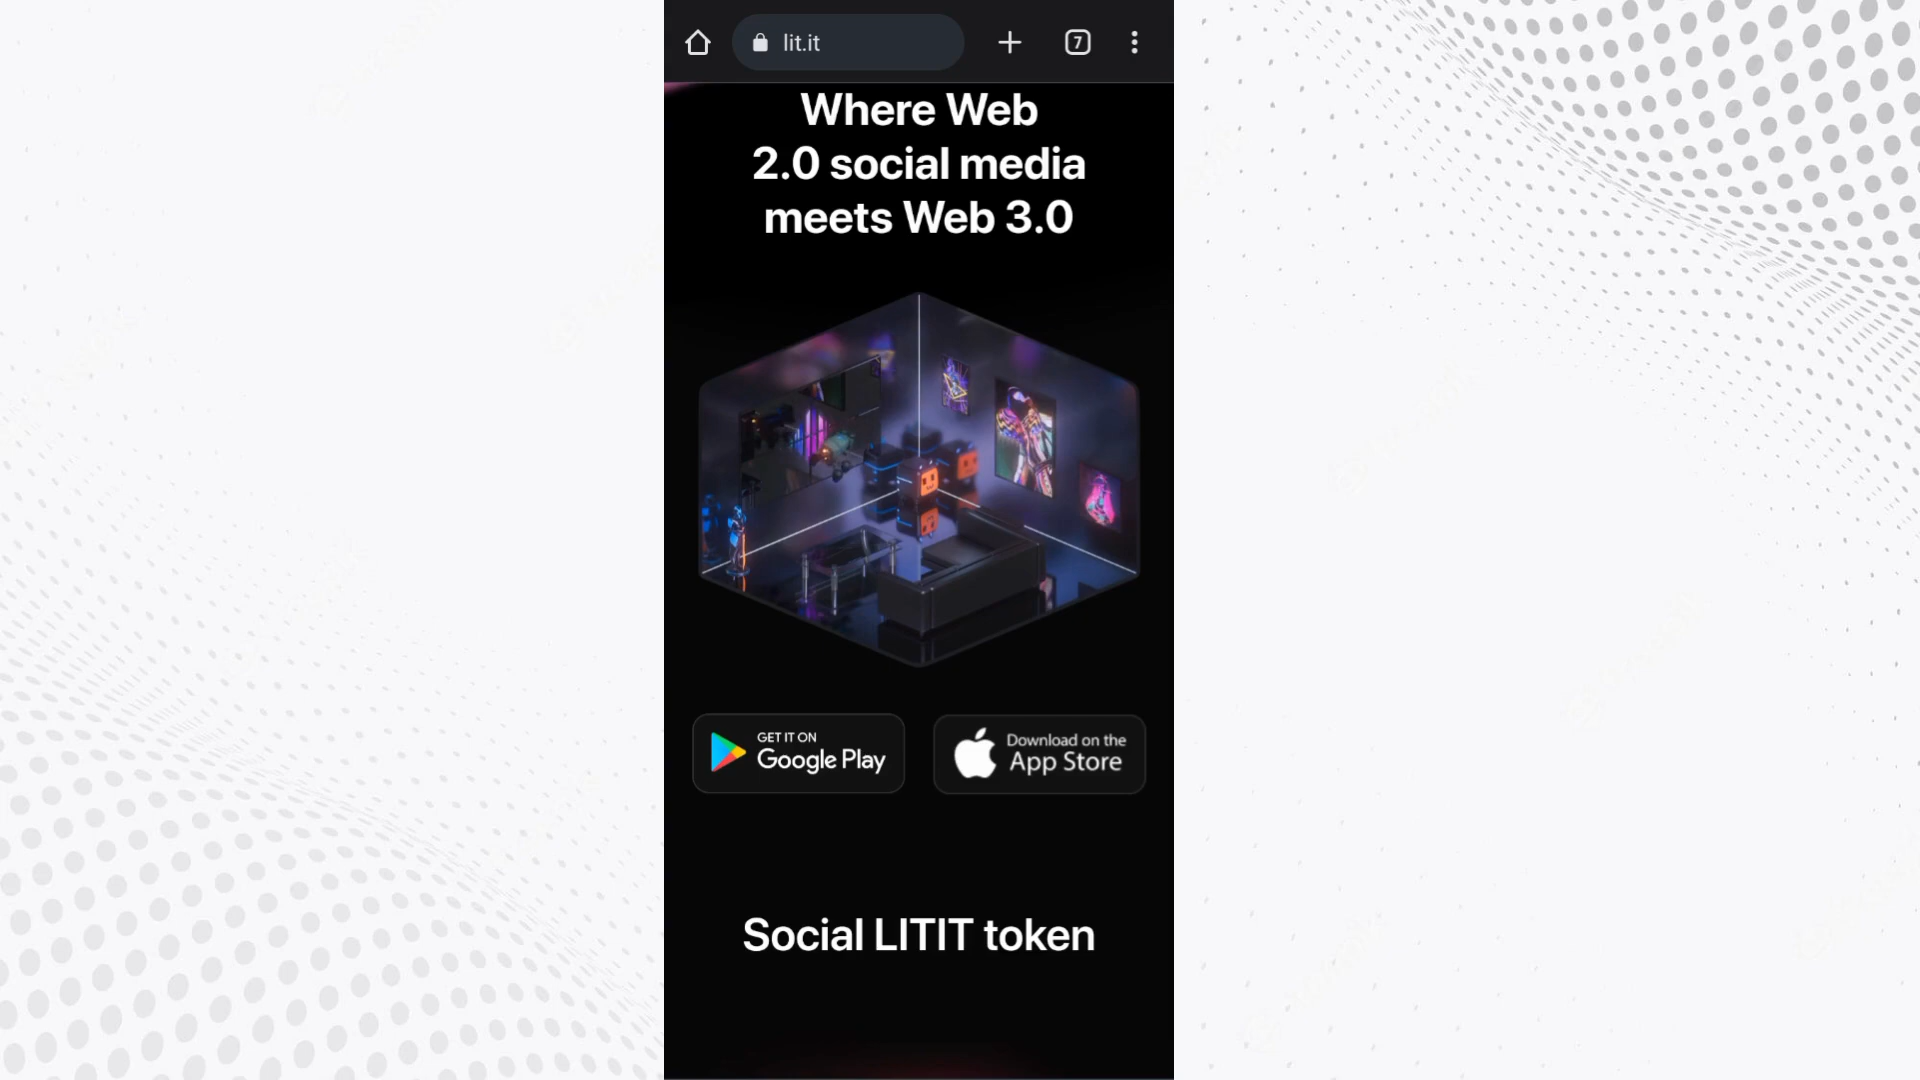 lit.it
7
Where Web
2.0 social media
meets Web 3.0
GET IT ON
Google Play
Download on the
App Store
Social LITIT token